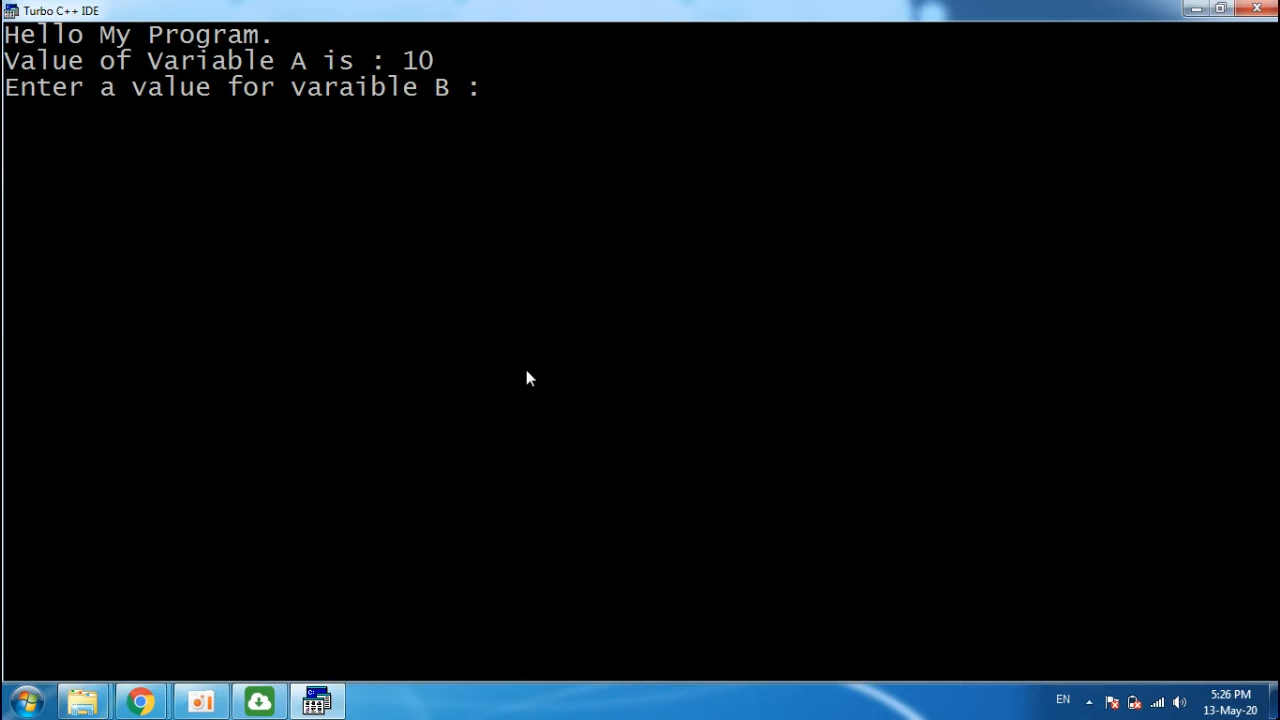 Turbo C++ IDE
Hello My Program.
Value of Variable A is : 10
Enter a value for varaible B :
EN
5:26 PM
13-May-20